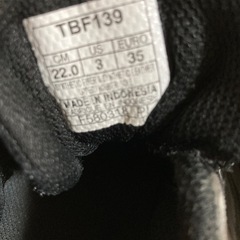 TBF139
CM US EURO
22.0 3 35
MADE IN INDONESIA